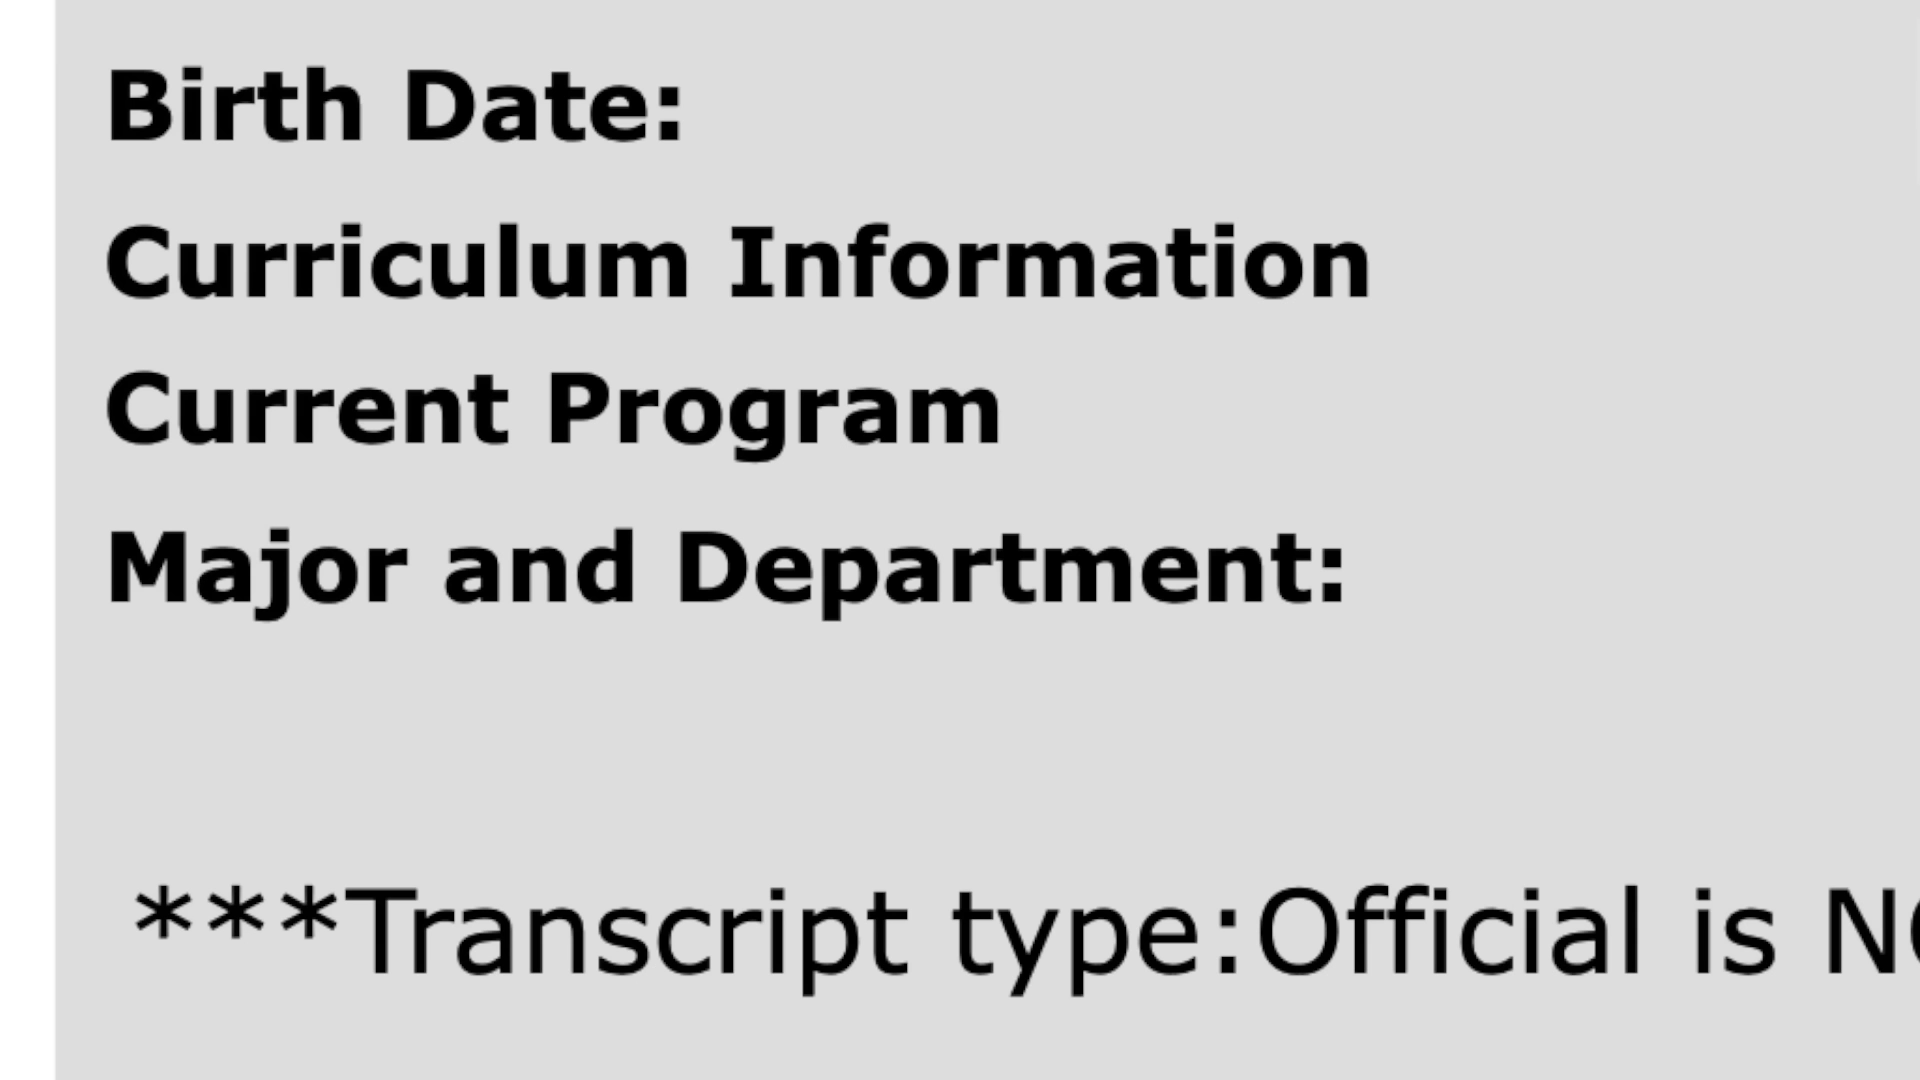 Birth Date:
Curriculum Information
Current Program
Major and Department:
***Transcript type:Official is